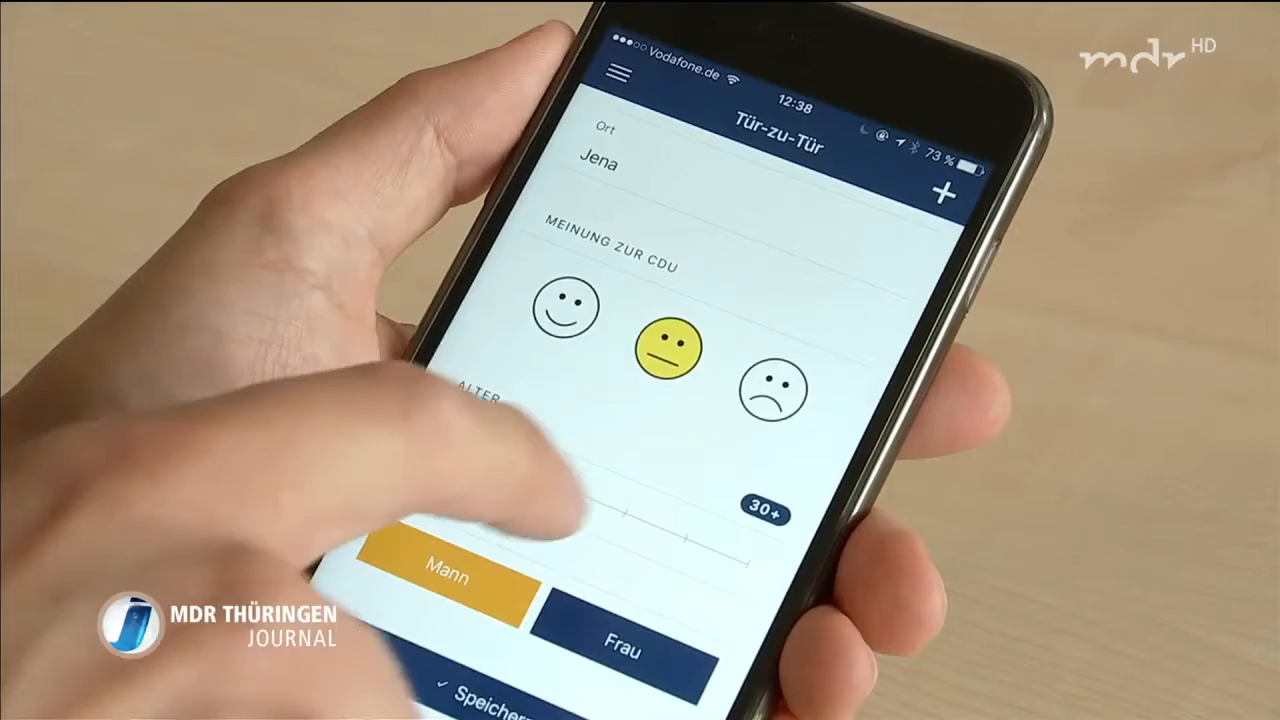 mdr HD
Vodafone.de
12:38
73 %
Tür-zu-Tür
Ort
Jena
MEINUNG ZUR CDU
ALTER
30+
Mann
Frau
MDR THÜRINGEN
JOURNAL